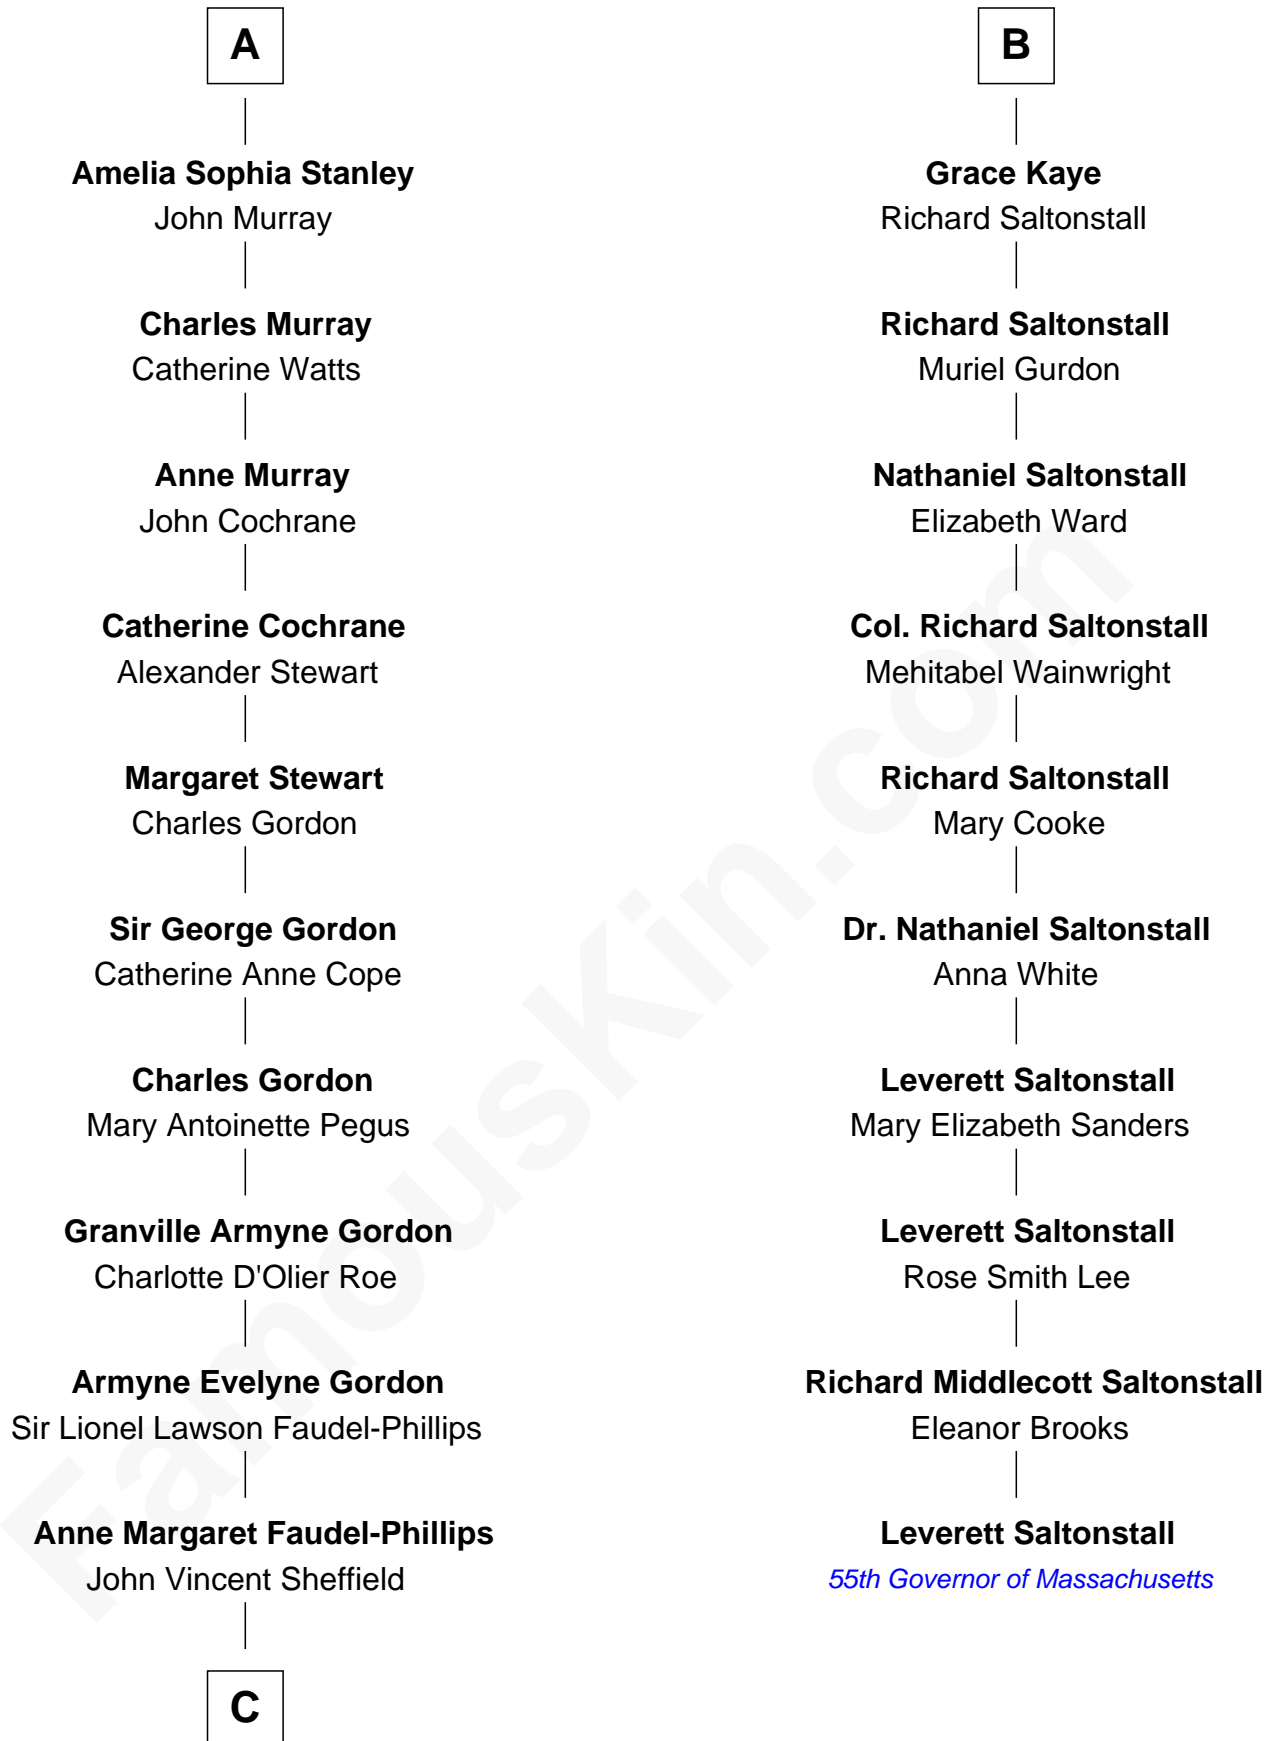 A
Amelia Sophia Stanley
John Murray
Charles Murray
Catherine Watts
Anne Murray
John Cochrane
Catherine Cochrane
Alexander Stewart
Margaret Stewart
Charles Gordon
Sir George Gordon
Catherine Anne Cope
Charles Gordon
Mary Antoinette Pegus
Granville Armyne Gordon
Charlotte D'Olier Roe
Armyne Evelyne Gordon
Sir Lionel Lawson Faudel-Phillips
Anne Margaret Faudel-Phillips
John Vincent Sheffield
C
B
Grace Kaye
Richard Saltonstall
Richard Saltonstall
Muriel Gurdon
Nathaniel Saltonstall
Elizabeth Ward
Col. Richard Saltonstall
Mehitabel Wainwright
Richard Saltonstall
Mary Cooke
Dr. Nathaniel Saltonstall
Anna White
Leverett Saltonstall
Mary Elizabeth Sanders
Leverett Saltonstall
Rose Smith Lee
Richard Middlecott Saltonstall
Eleanor Brooks
Leverett Saltonstall
55th Governor of Massachusetts
FamousKin.com